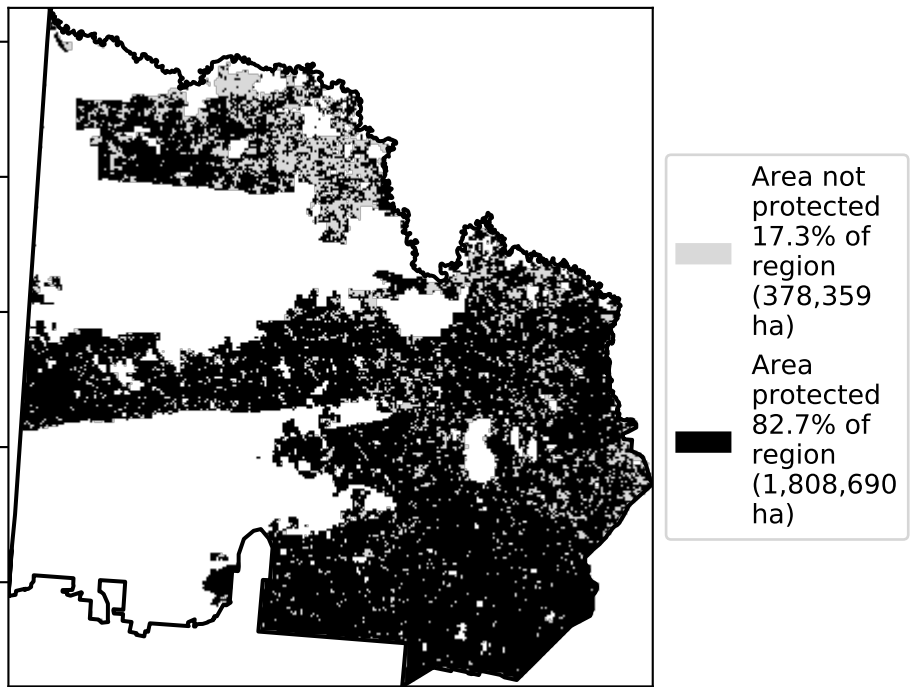 Area not
protected
17.3% of
region
(378,359
ha)
Area
protected
82.7% of
region
(1,808,690
ha)